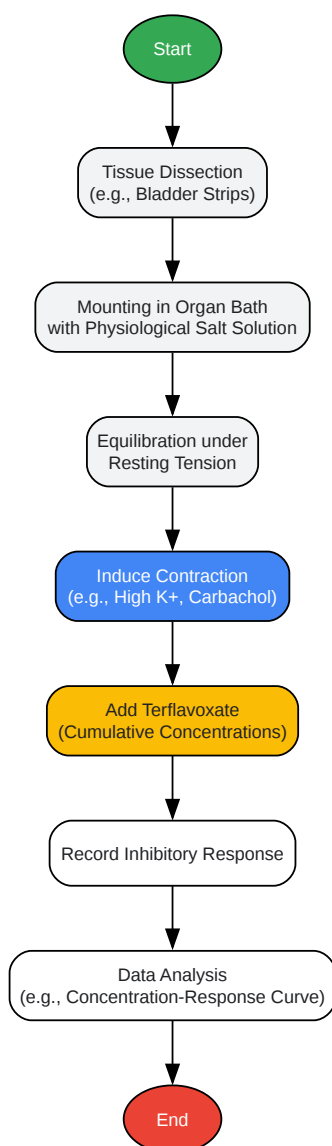 Start
Tissue Dissection
(e.g., Bladder Strips)
Mounting in Organ Bath
with Physiological Salt Solution
Equilibration under
Resting Tension
Induce Contraction
(e.g., High K+, Carbachol)
Add Terflavoxate
(Cumulative Concentrations)
Record Inhibitory Response
Data Analysis
(e.g., Concentration-Response Curve)
End